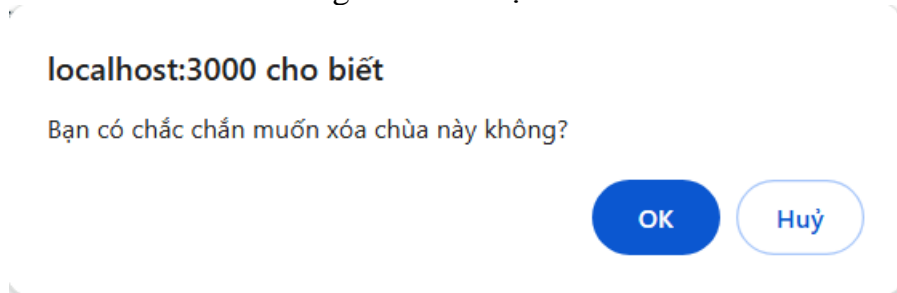 localhost:3000 cho biết
Bạn có chắc chắn muốn xóa chùa này không?
OK
Huỷ